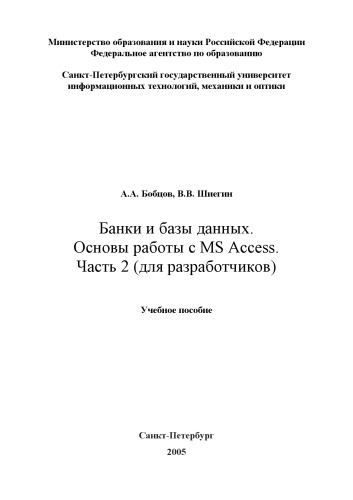 Министерство образования и науки Российской Федерации
Федеральное агентство по образованию
Санкт-Петербургский государственный университет
информационных технологий, механики и оптики
А.А. Бобцов, В.В. Шиегин
Банки и базы данных.
Основы работы с MS Access.
Часть 2 (для разработчиков)
Учебное пособие
Санкт-Петербург
2005